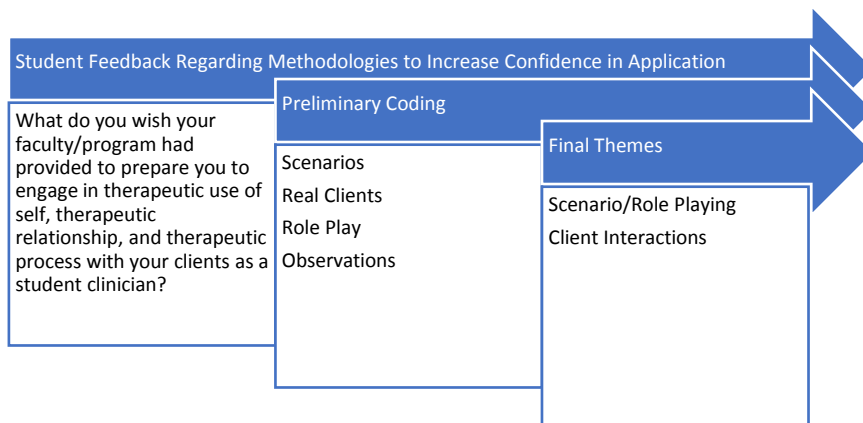 Student Feedback Regarding Methodologies to Increase Confidence in Application
What do you wish your
faculty/program had
provided to prepare you to
engage in therapeutic use of
self, therapeutic
relationship, and therapeutic
process with your clients as a
student clinician?
Preliminary Coding
Scenarios
Real Clients
Role Play
Observations
Final Themes
Scenario/Role Playing
Client Interactions